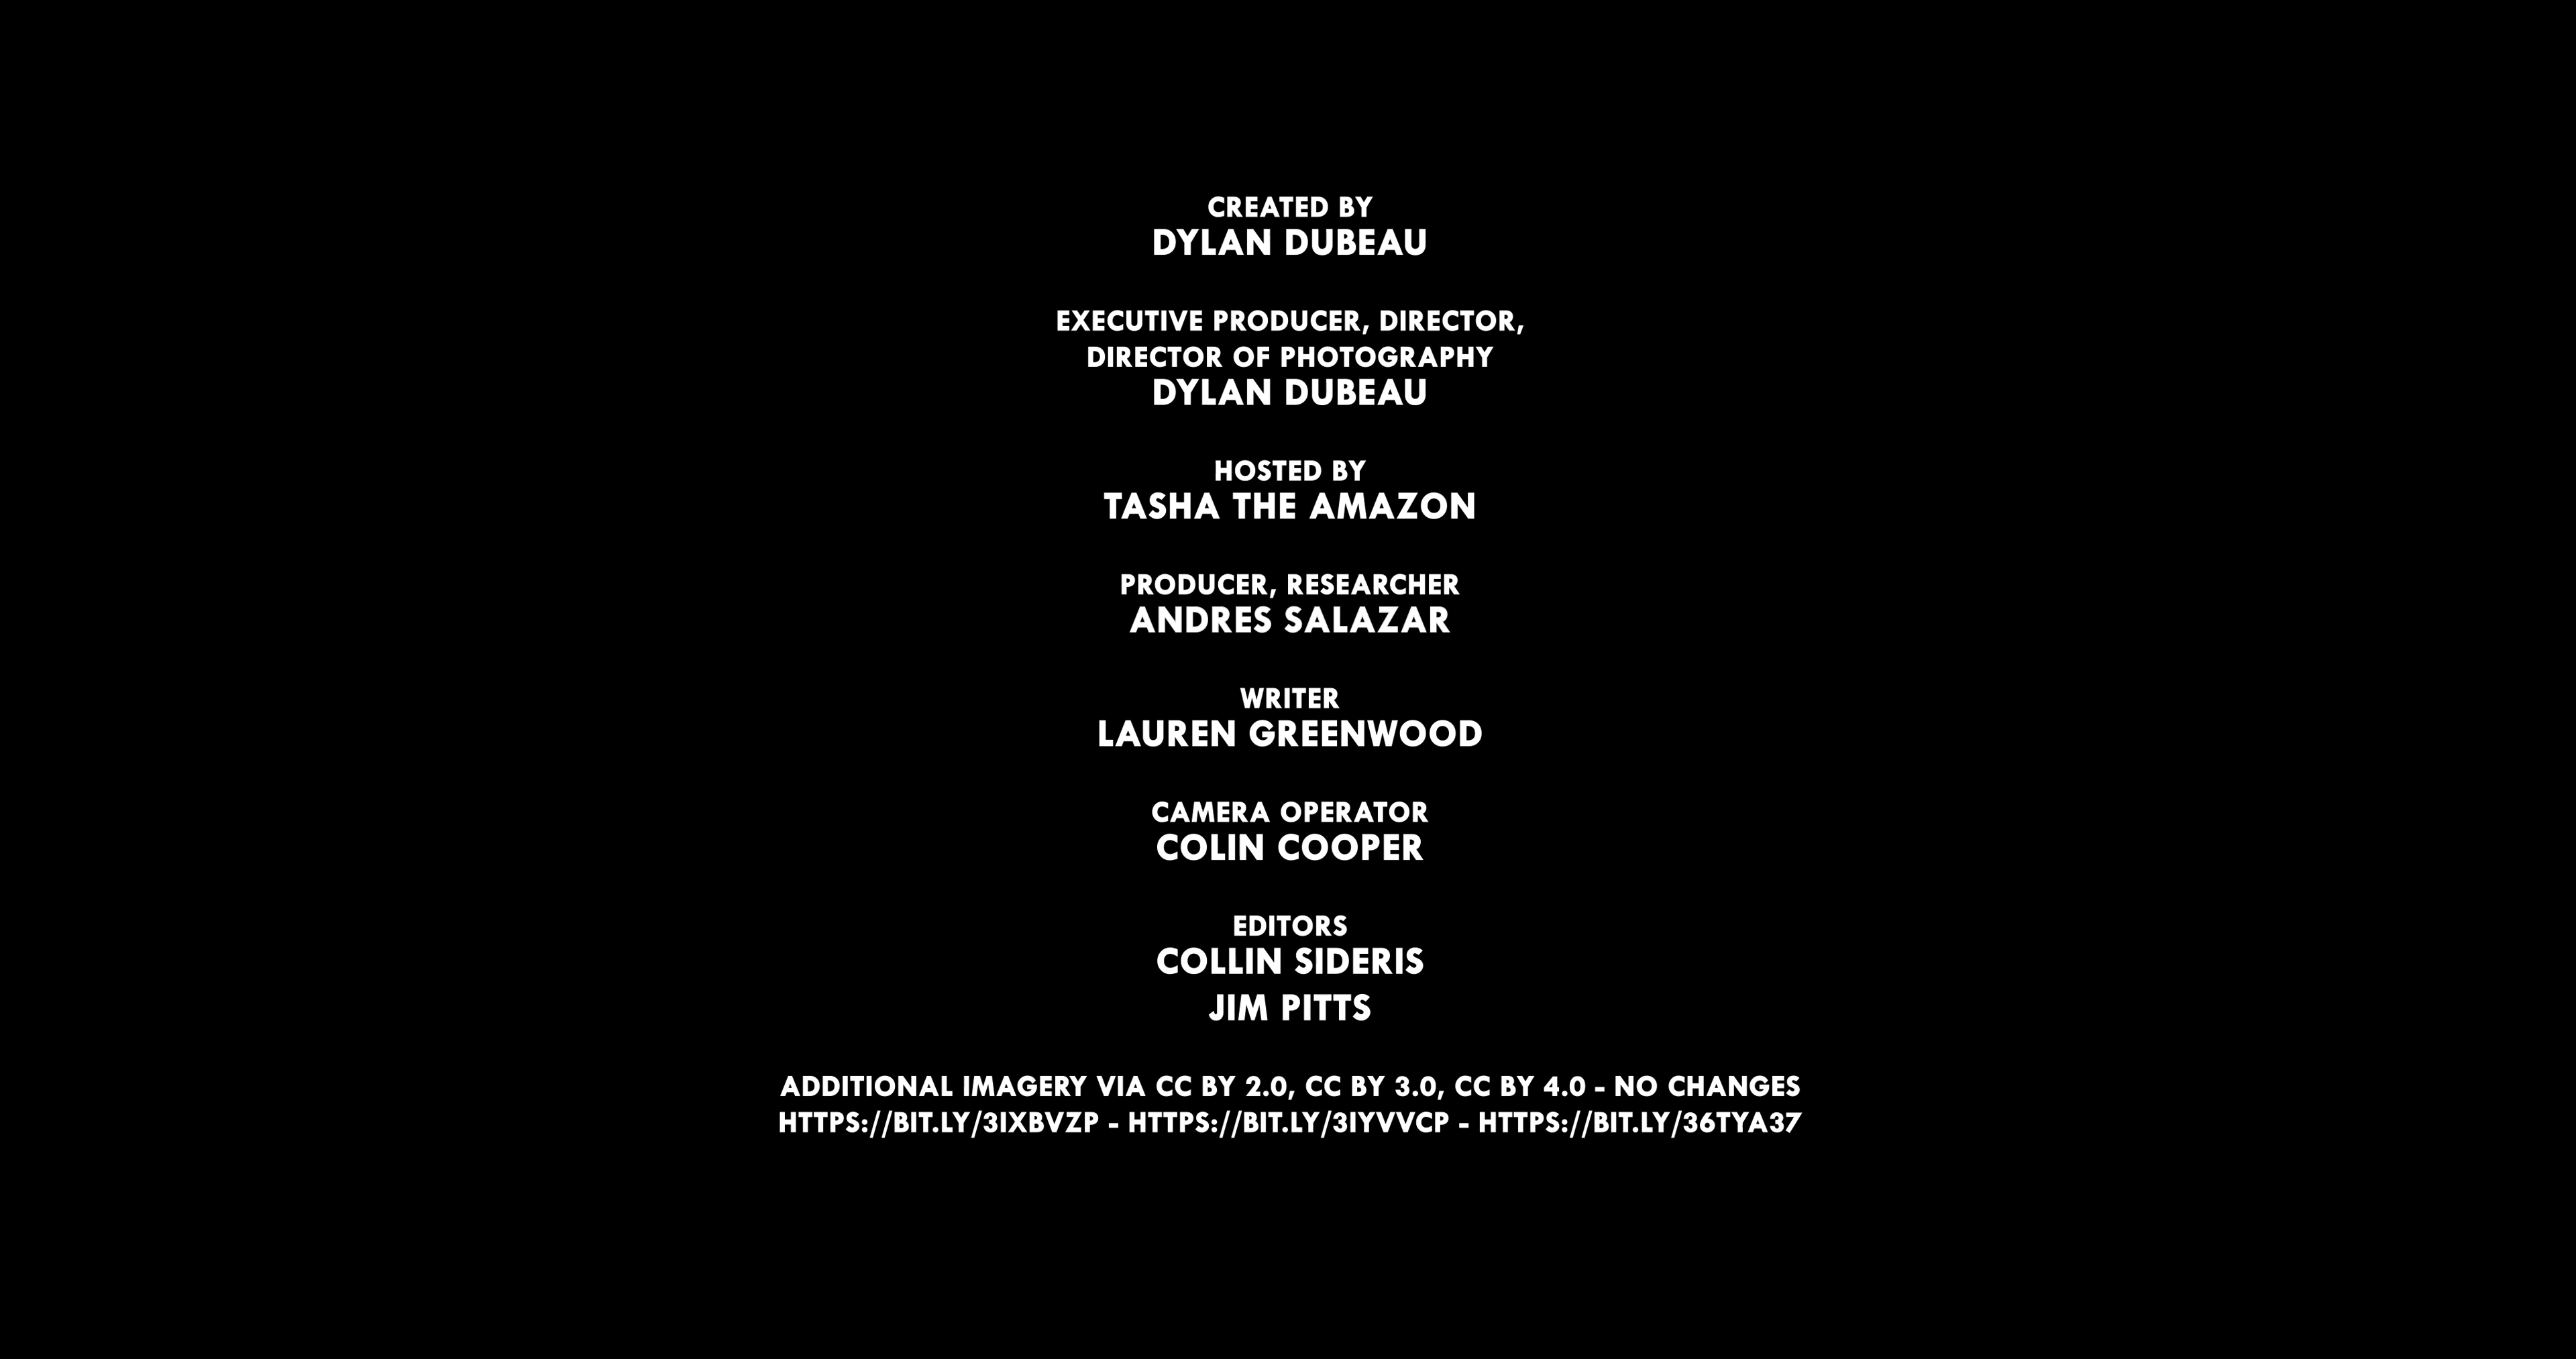 CREATED BY
DYLAN DUBEAU
EXECUTIVE PRODUCER, DIRECTOR,
DIRECTOR OF PHOTOGRAPHY
DYLAN DUBEAU
HOSTED BY
TASHA THE AMAZON
PRODUCER, RESEARCHER
ANDRES SALAZAR
WRITER
LAUREN GREENWOOD
CAMERA OPERATOR
COLIN COOPER
EDITORS
COLLIN SIDERIS
JIM PITTS
ADDITIONAL IMAGERY VIA CC BY 2.0, CC BY 3.0, CC BY 4.0 - NO CHANGES
HTTPS://BIT.LY/3IXBVZP - HTTPS://BIT.LY/3IYVVCP - HTTPS://BIT.LY/36TYA37